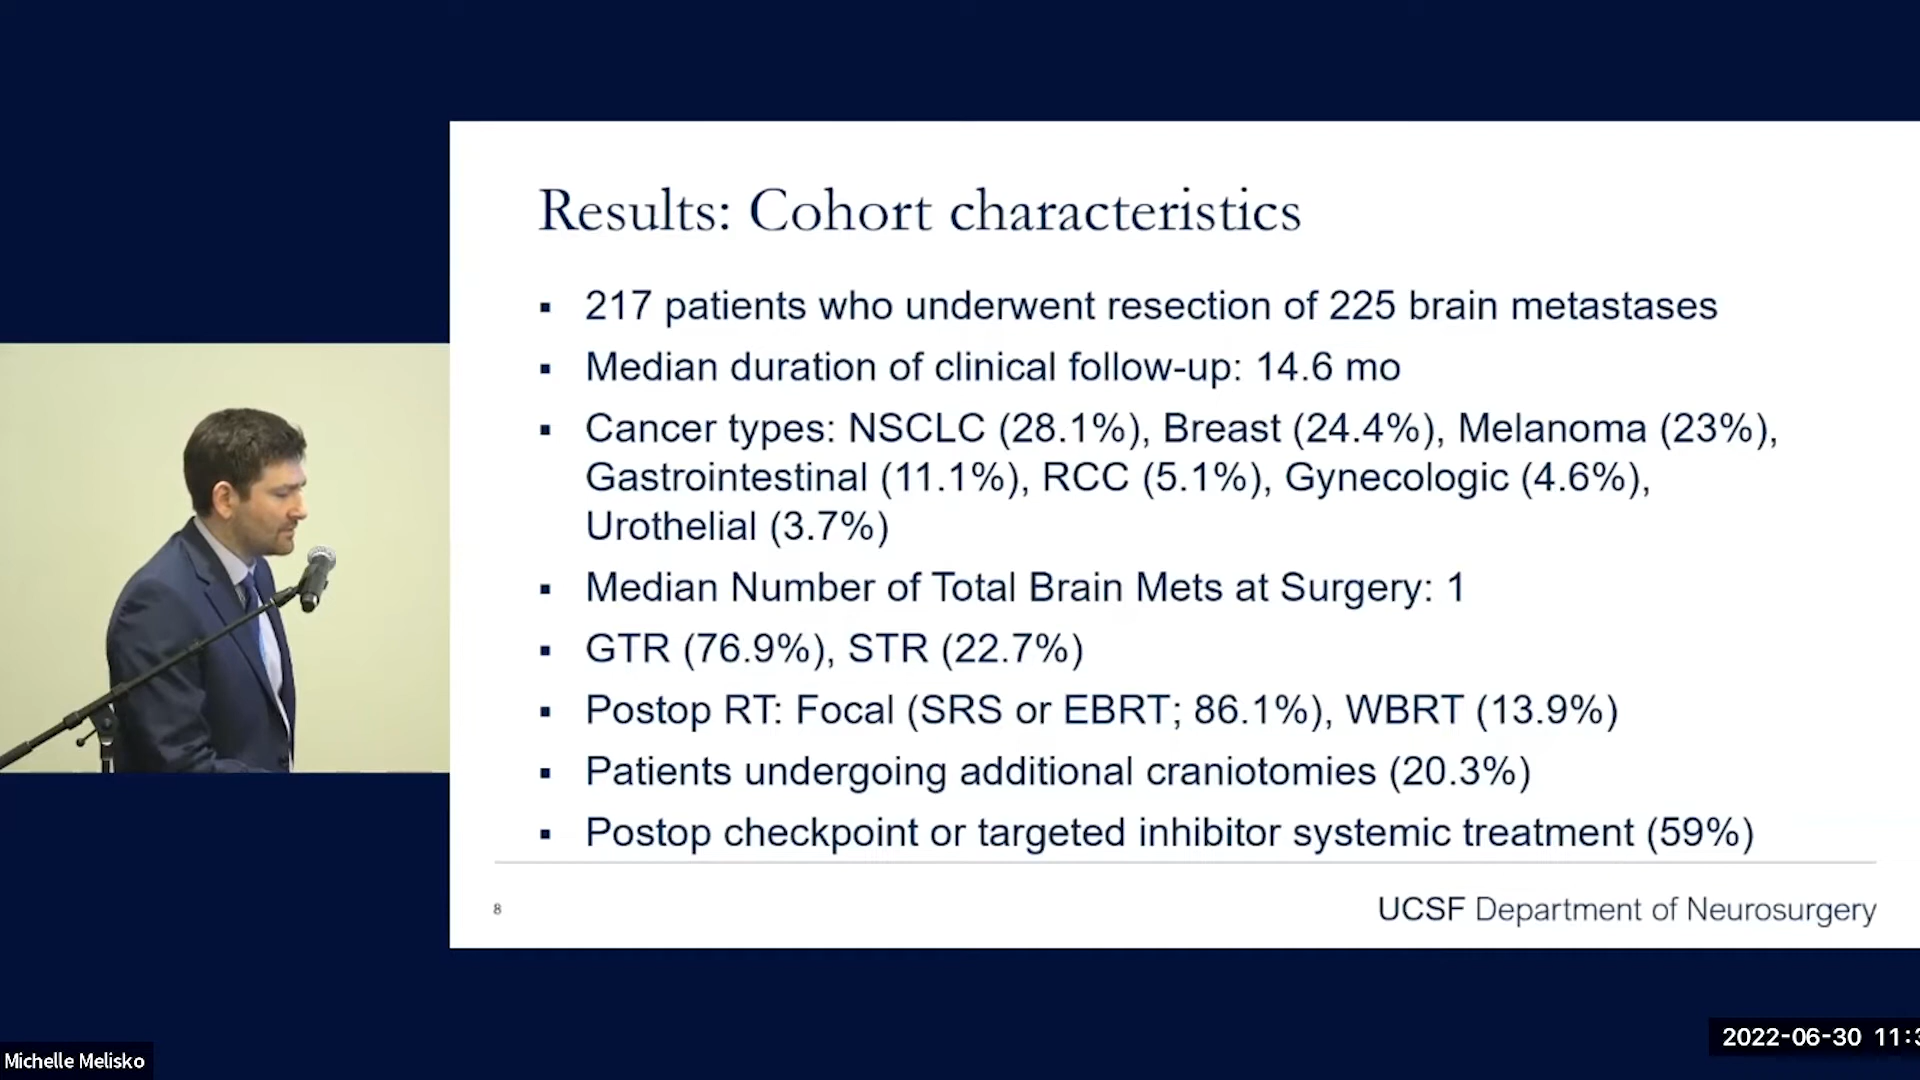 Results: Cohort characteristics
▪ 217 patients who underwent resection of 225 brain metastases
▪ Median duration of clinical follow-up: 14.6 mo
▪ Cancer types: NSCLC (28.1%), Breast (24.4%), Melanoma (23%),
Gastrointestinal (11.1%), RCC (5.1%), Gynecologic (4.6%),
Urothelial (3.7%)
▪ Median Number of Total Brain Mets at Surgery: 1
▪ GTR (76.9%), STR (22.7%)
▪ Postop RT: Focal (SRS or EBRT; 86.1%), WBRT (13.9%)
▪ Patients undergoing additional craniotomies (20.3%)
▪ Postop checkpoint or targeted inhibitor systemic treatment (59%)
8
UCSF Department of Neurosurgery
Michelle Melisko
2022-06-30 11:3